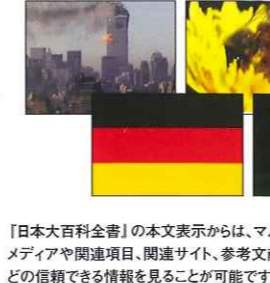 『日本大百科全書』の本文表示からは、マル
メディアや関連項目、関連サイト、参考文献
どの信頼できる情報を見ることが可能です